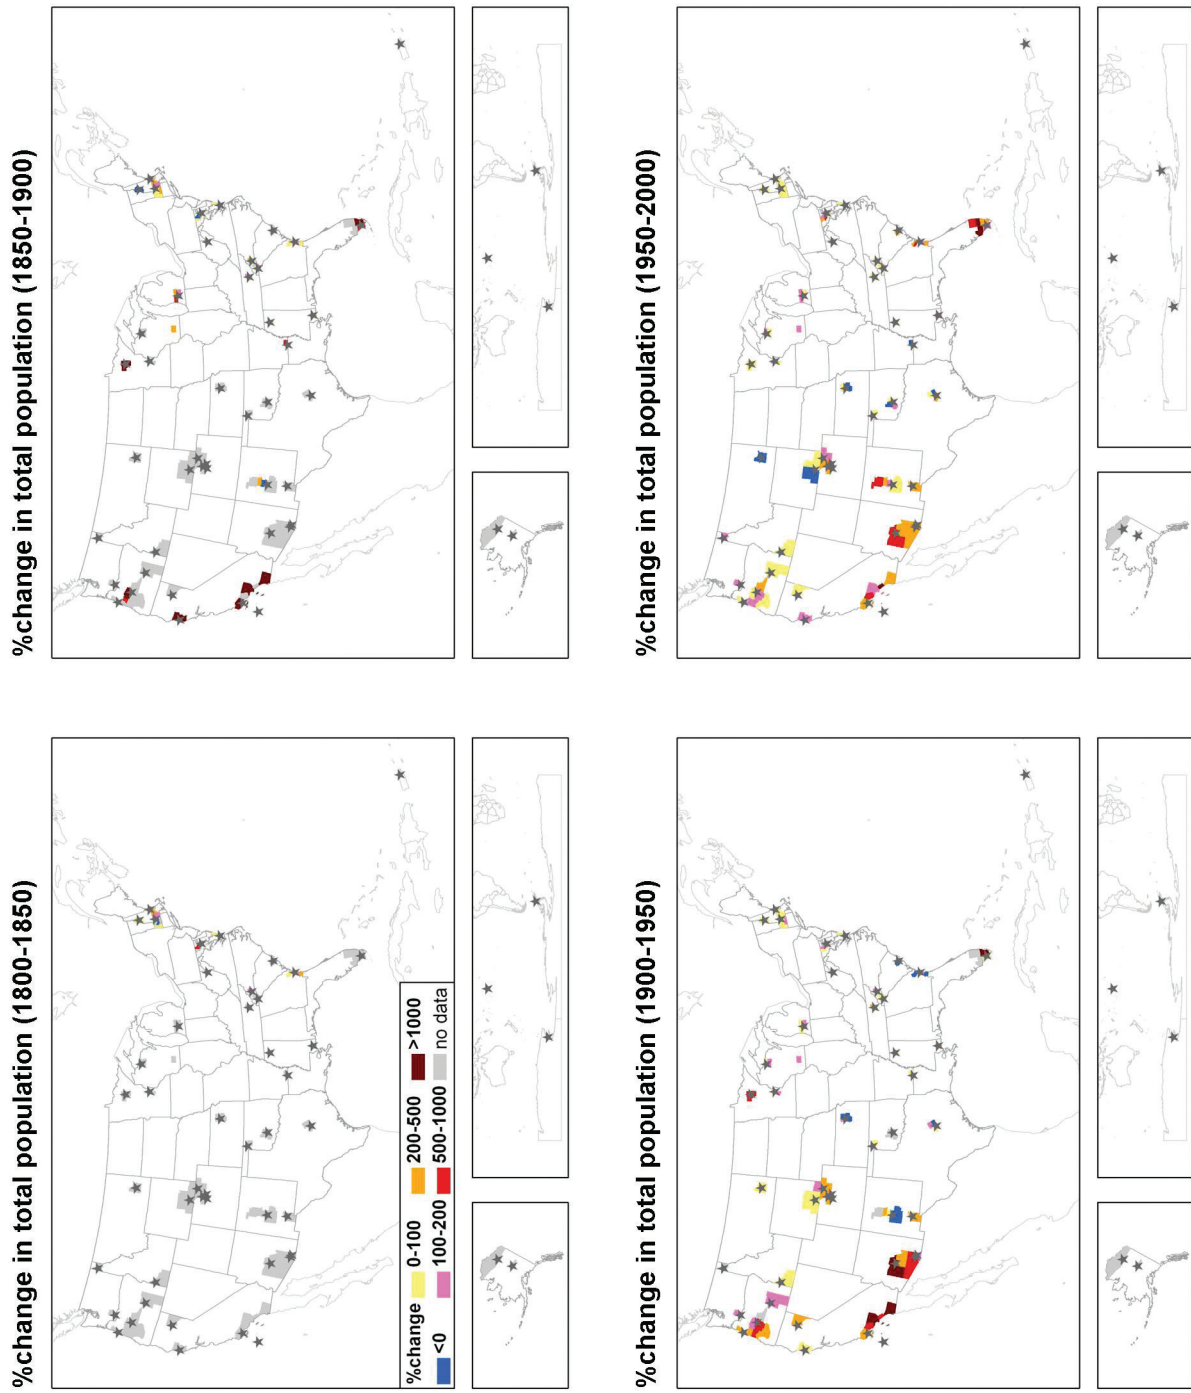 %change in total population (1800-1850)
%change in total population (1850-1900)
%change 0-100 200-500 >1000
<0 100-200 500-1000 no data
%change in total population (1900-1950)
%change in total population (1950-2000)